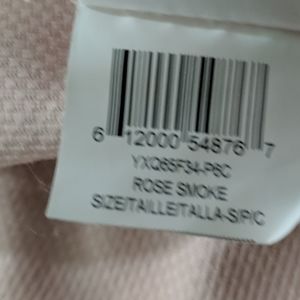 6 12000 54876 7
YXQ65F34-P6C
ROSE SMOKE
SIZE/TAILLE/TALLA-S/P/C